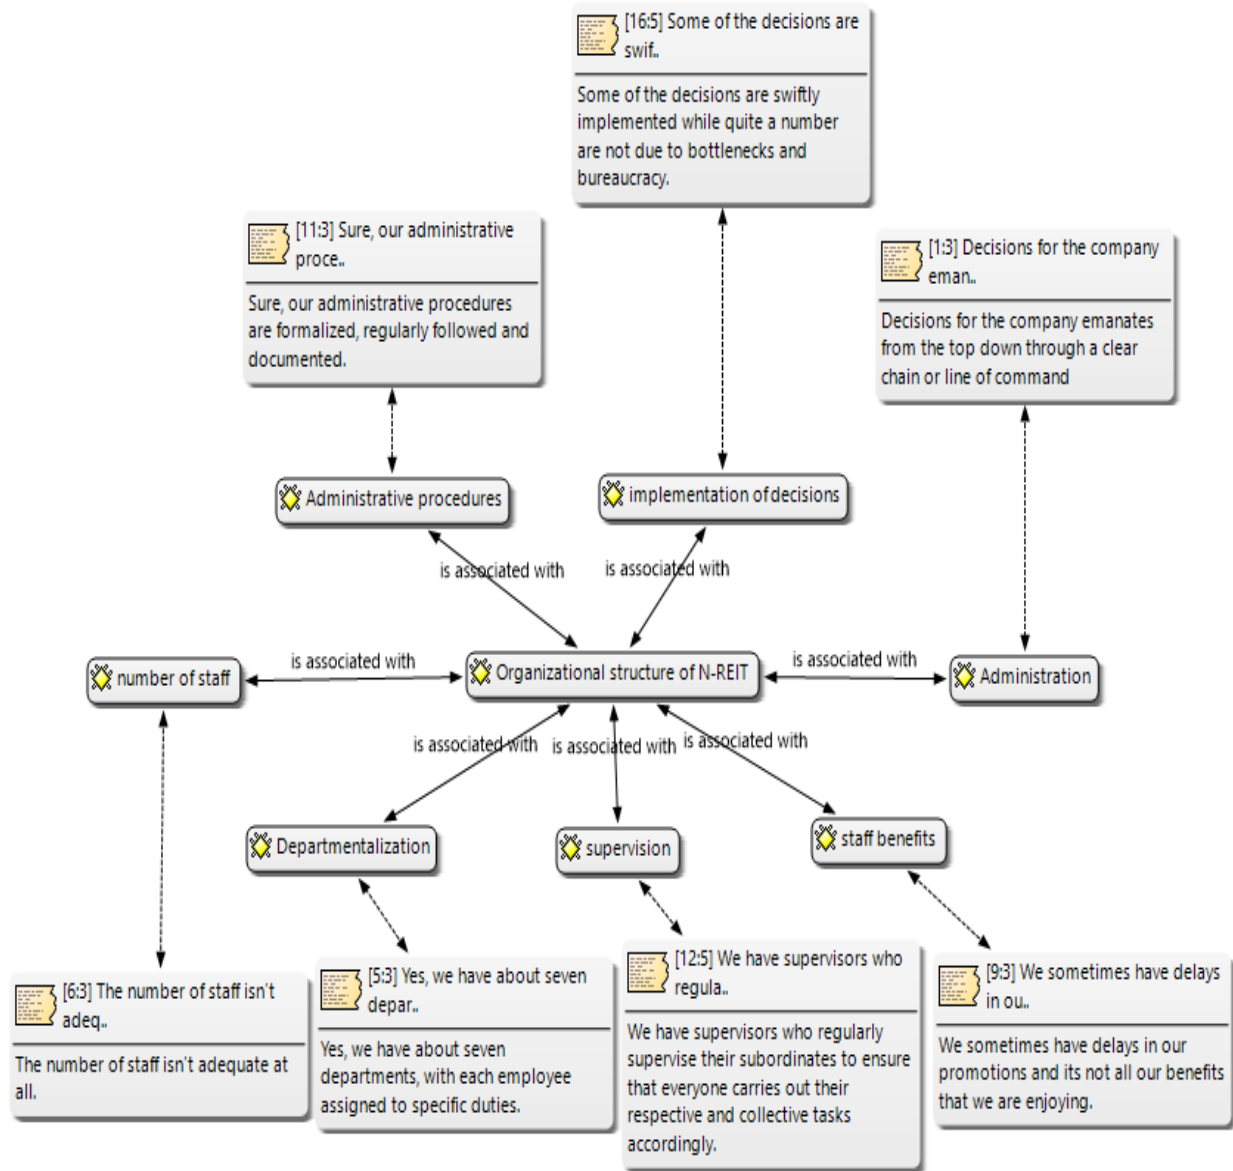 [16:5] Some of the decisions are
swif..
Some of the decisions are swiftly
implemented while quite a number
are not due to bottlenecks and
bureaucracy.
[11:3] Sure, our administrative
proce..
Sure, our administrative procedures
are formalized, regularly followed and
documented.
[1:3] Decisions for the company
eman..
Decisions for the company emanates
from the top down through a clear
chain or line of command
Administrative procedures
implementation of decisions
is associated with
is associated with
number of staff
is associated with
Organizational structure of N-REIT
is associated with
Administration
is associated with
is associated with
is associated with
Departmentalization
supervision
staff benefits
[6:3] The number of staff isn't
adeq..
The number of staff isn't adequate at
all.
[5:3] Yes, we have about seven
depar..
Yes, we have about seven
departments, with each employee
assigned to specific duties.
[12:5] We have supervisors who
regula..
We have supervisors who regularly
supervise their subordinates to ensure
that everyone carries out their
respective and collective tasks
accordingly.
[9:3] We sometimes have delays
in ou..
We sometimes have delays in our
promotions and its not all our benefits
that we are enjoying.